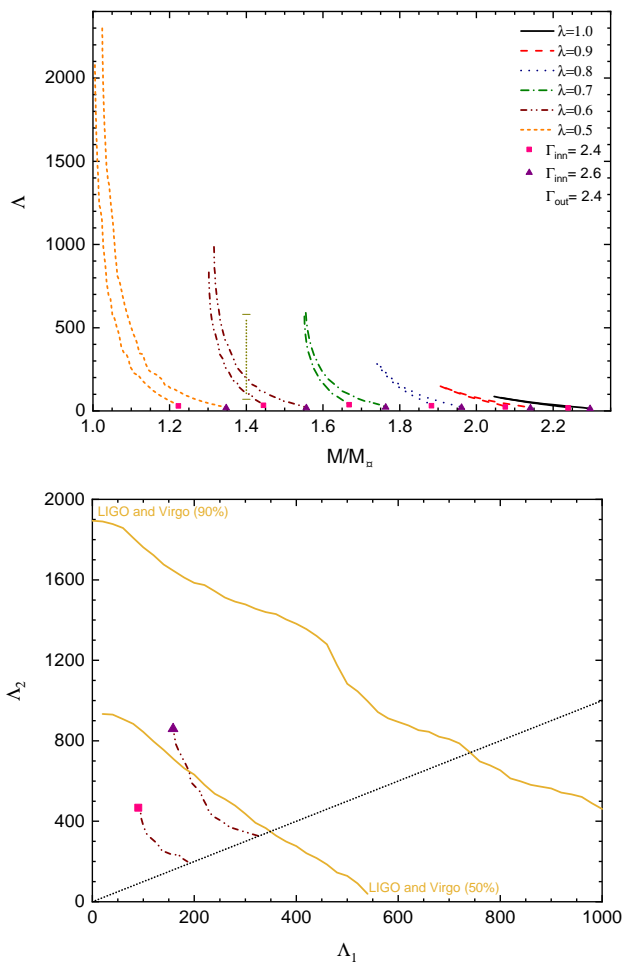 λ=1.0
λ=0.9
λ=0.8
λ=0.7
λ=0.6
λ=0.5
Γinn= 2.4
Γinn= 2.6
Γout= 2.4
Λ
2000
1500
1000
500
0
1.0 1.2 1.4 1.6 1.8 2.0 2.2
M/M¤
LIGO and Virgo (90%)
Λ2
2000
1600
1200
800
400
0
LIGO and Virgo (50%)
0 200 400 600 800 1000
Λ1